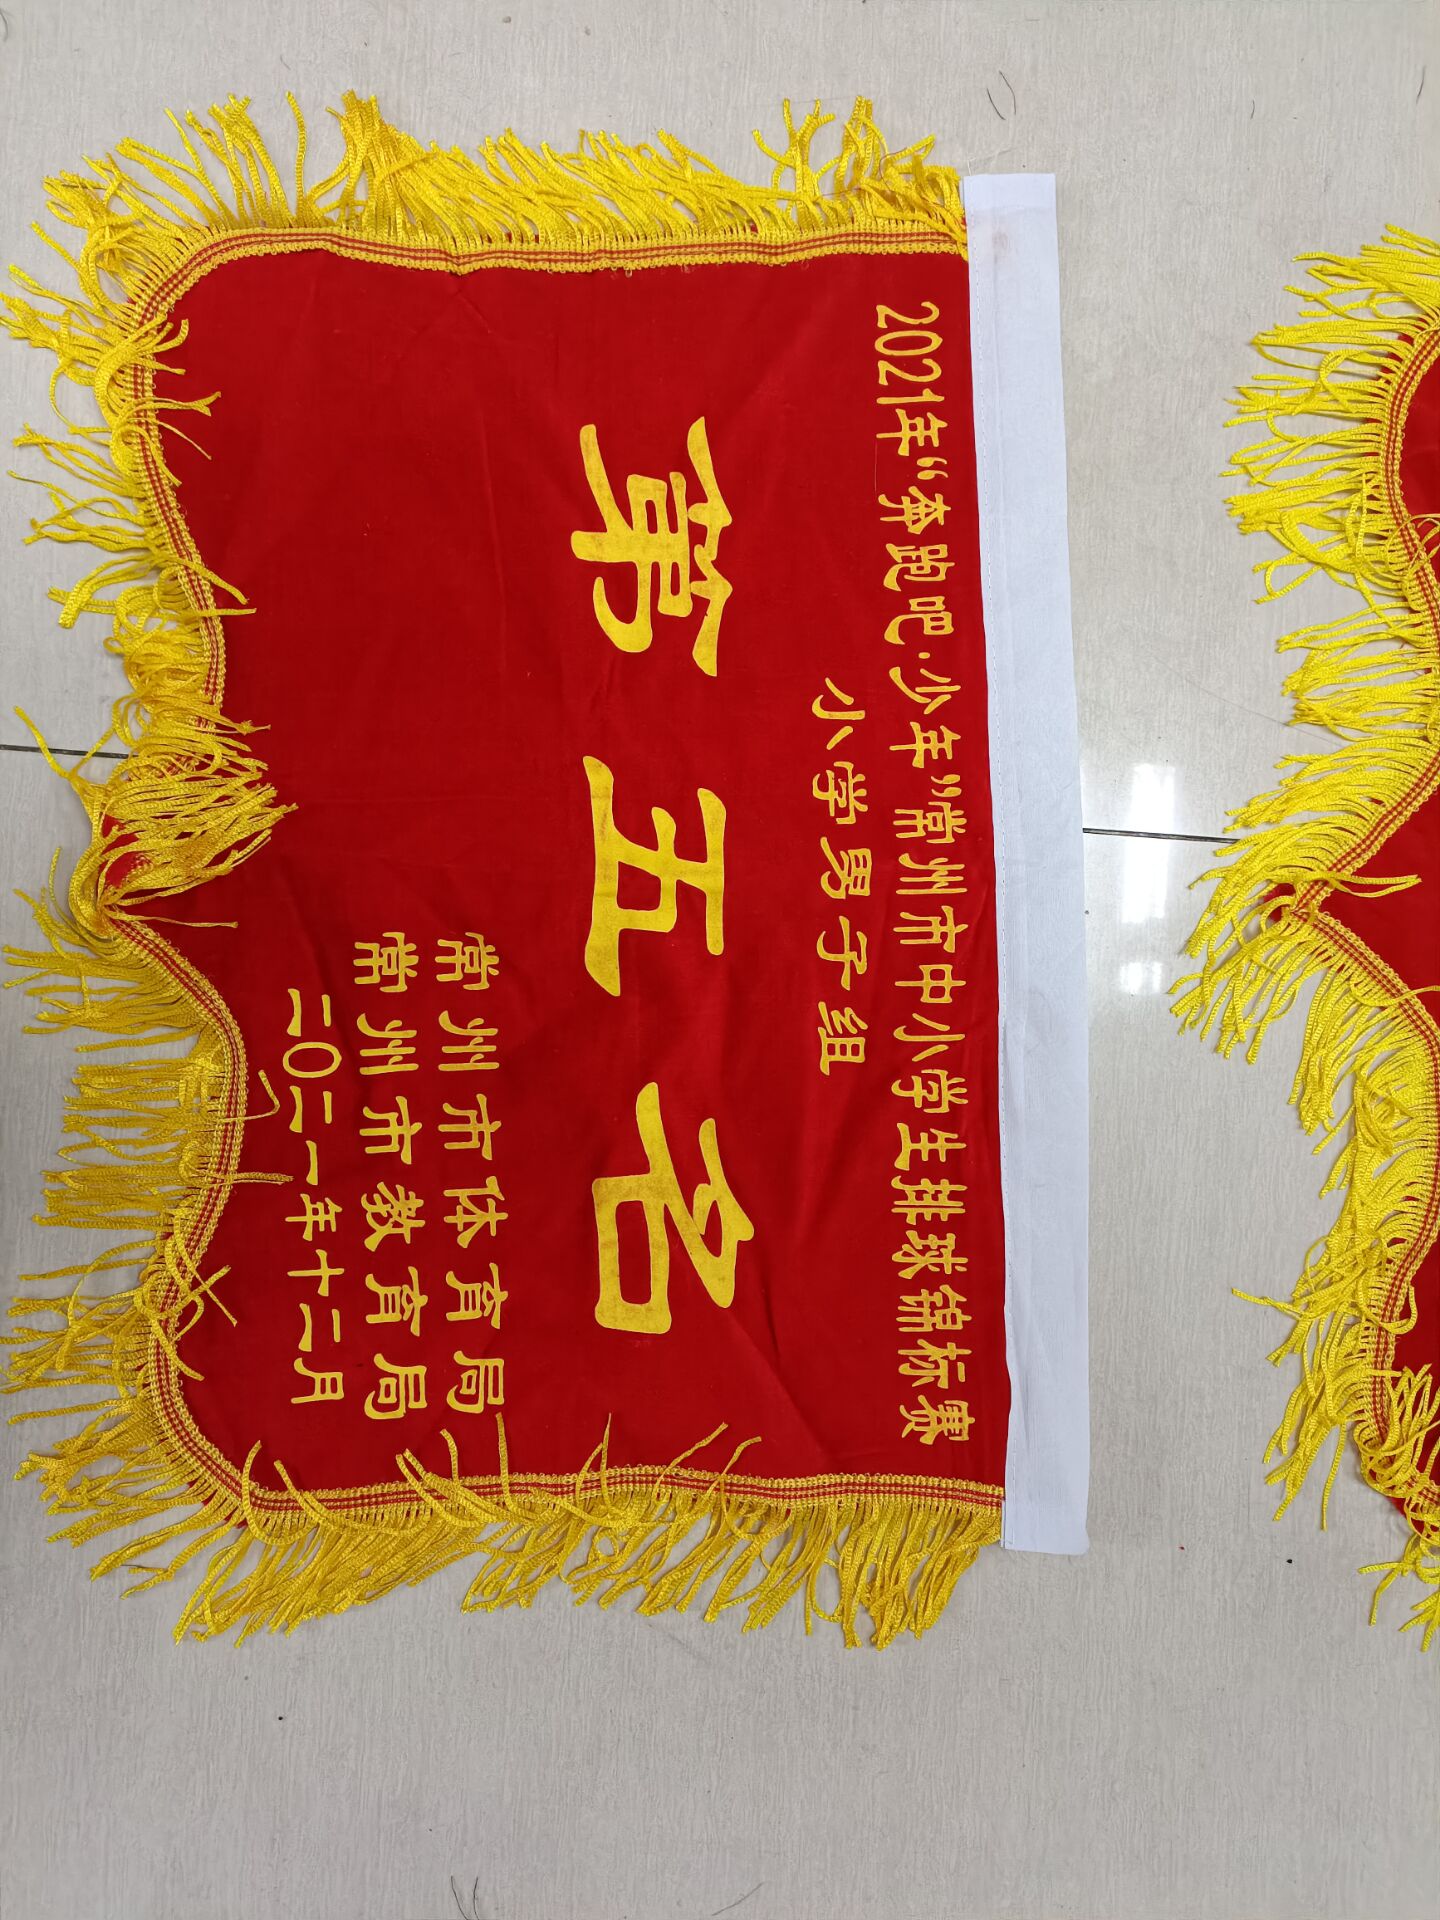 2021年“奔跑吧·少年”常州市中小学生排球锦标赛
小学男子组
第五名
常州市体育局
常州市教育局
二〇二一年十二月